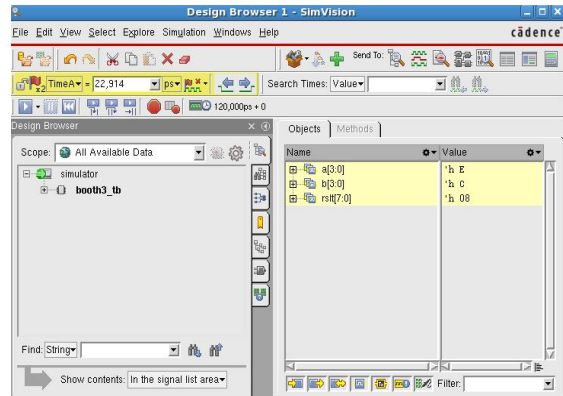 Design Browser 1 - SimVision
File Edit View Select Explore Simulation Windows Help
cādence
Send To:
x2 TimeA = 22,914 ps
Search Times: Value
120,000ps + 0
Design Browser
Objects Methods
Scope: All Available Data
Name Value
simulator
booth3_tb
a[3:0] 'h E
b[3:0] 'h C
rslt[7:0] 'h 08
Find: String
Show contents: In the signal list area
Filter: